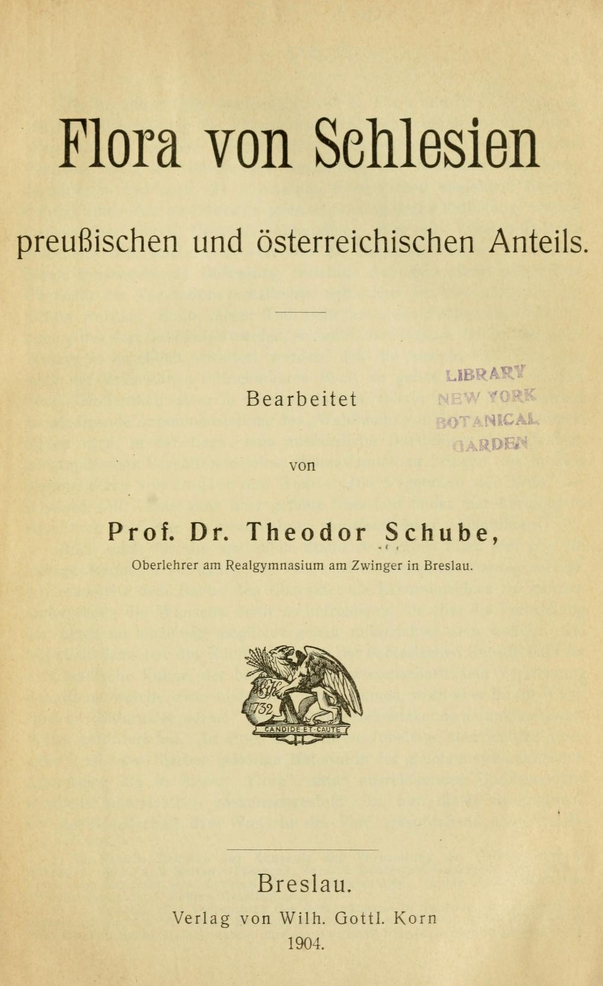 Flora von Schlesien
preußischen und österreichischen Anteils.
Bearbeitet
LIBRARY
NEW YORK
BOTANICAL
GARDEN
von
Prof. Dr. Theodor Schube,
Oberlehrer am Realgymnasium am Zwinger in Breslau.
WGK
1732
CANDIDE ET CAUTE
Breslau.
Verlag von Wilh. Gottl. Korn
1904.